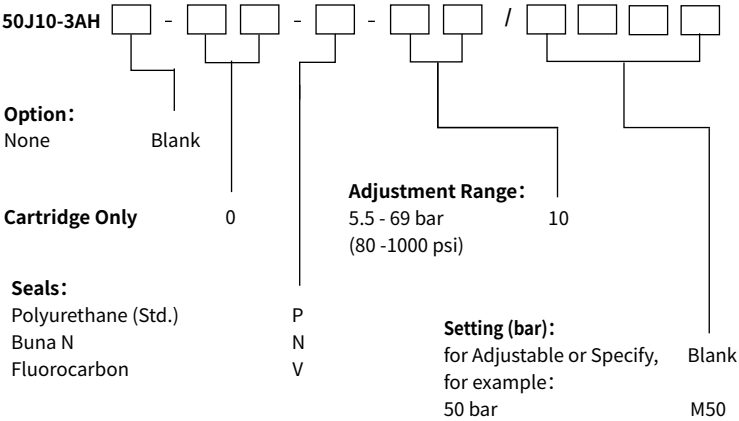 50J10-3AH - - - /
Option:
None Blank
Cartridge Only 0
Adjustment Range:
5.5 - 69 bar 10
(80 -1000 psi)
Seals:
Polyurethane (Std.) P
Buna N N
Fluorocarbon V
Setting (bar):
for Adjustable or Specify, Blank
for example:
50 bar M50